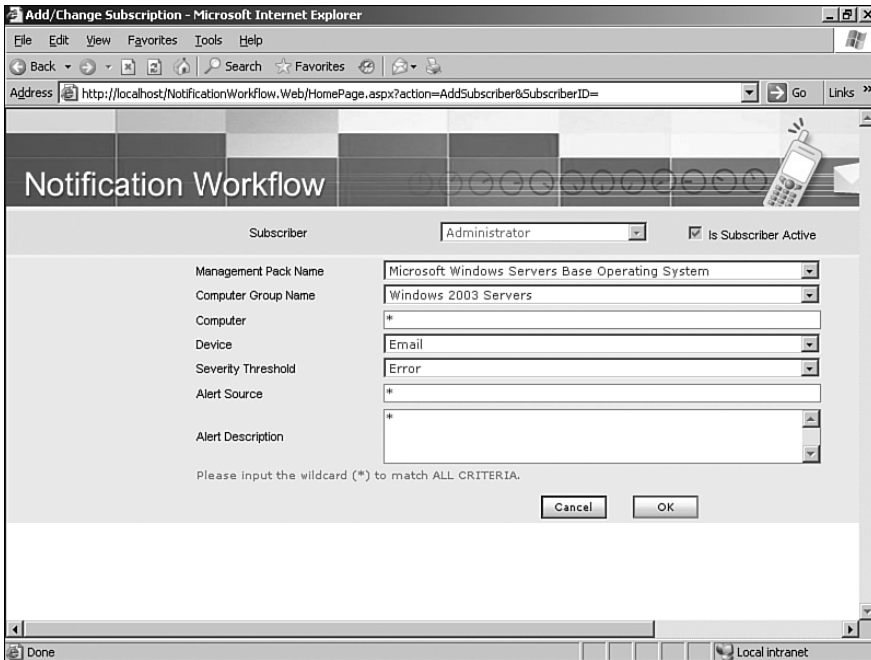 Add/Change Subscription - Microsoft Internet Explorer
File Edit View Favorites Tools Help
Back Search Favorites
Address http://localhost/NotificationWorkflow.Web/HomePage.aspx?action=AddSubscriber&SubscriberID= Go Links »
Notification Workflow
Subscriber Administrator Is Subscriber Active
Management Pack Name Microsoft Windows Servers Base Operating System
Computer Group Name Windows 2003 Servers
Computer *
Device Email
Severity Threshold Error
Alert Source *
Alert Description *
Please input the wildcard (*) to match ALL CRITERIA.
Cancel OK
Done Local intranet